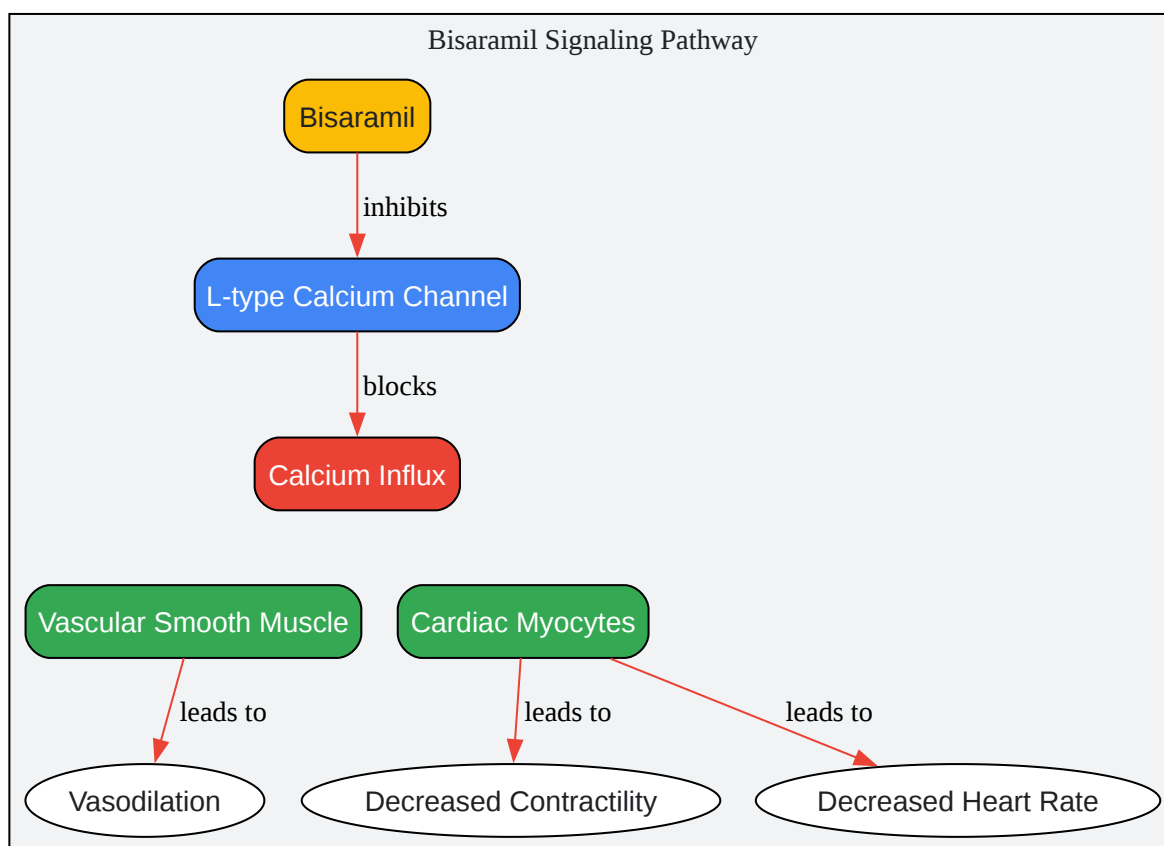 Bisaramil Signaling Pathway
Bisaramil
inhibits
L-type Calcium Channel
blocks
Calcium Influx
Vascular Smooth Muscle
Cardiac Myocytes
leads to
leads to
leads to
Vasodilation
Decreased Contractility
Decreased Heart Rate